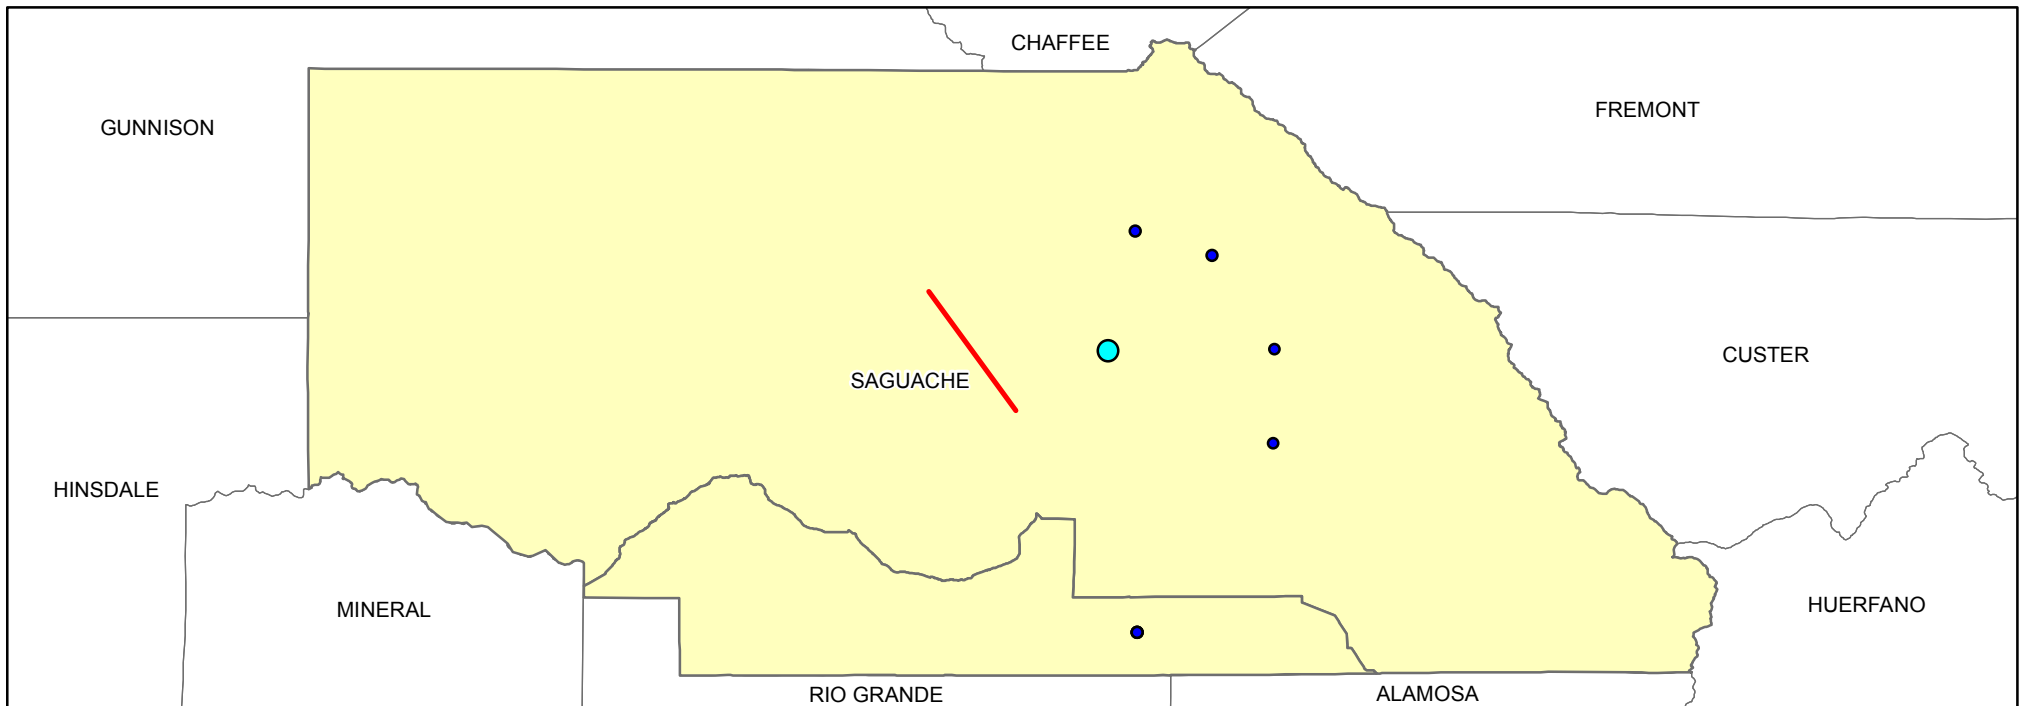 CHAFFEE
FREMONT
GUNNISON
CUSTER
SAGUACHE
HINSDALE
HUERFANO
MINERAL
ALAMOSA
RIO GRANDE